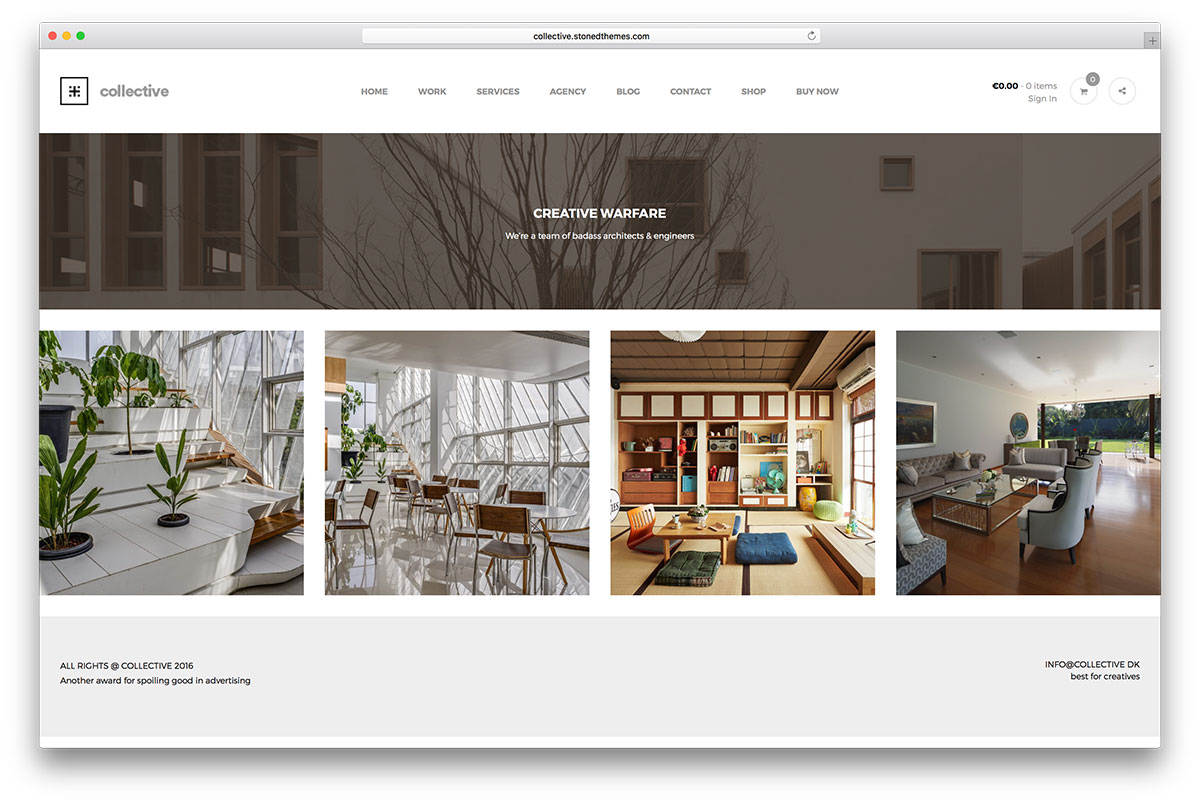 collective.stonedthemes.com
collective
HOME WORK SERVICES AGENCY BLOG CONTACT SHOP BUY NOW
€0.00 - 0 items
Sign In
0
CREATIVE WARFARE
We're a team of badass architects & engineers
ALL RIGHTS @ COLLECTIVE 2016
Another award for spoiling good in advertising
INFO@COLLECTIVE DK
best for creatives